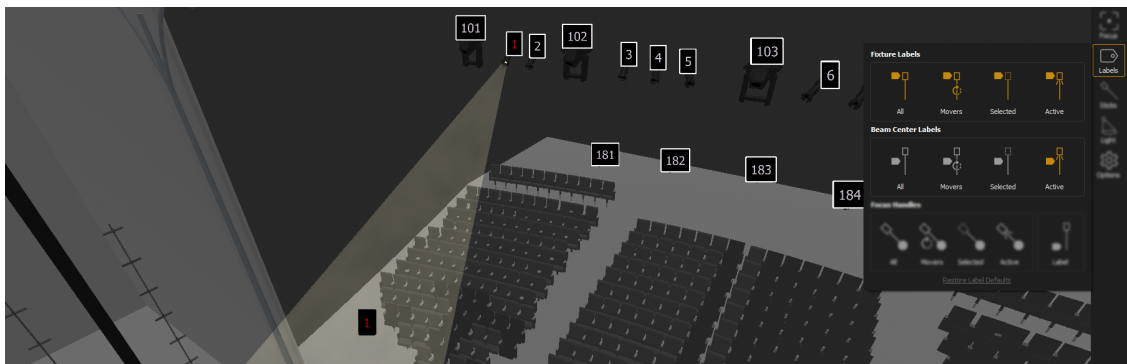 101
1
2
102
3
4
5
103
6
181
182
183
184
1
Fixture Labels
All Movers Selected Active
Beam Center Labels
All Movers Selected Active
Focus Handles
All Movers Selected Active Label
Restore Label Defaults
Focus
Labels
Sticks
Light
Options